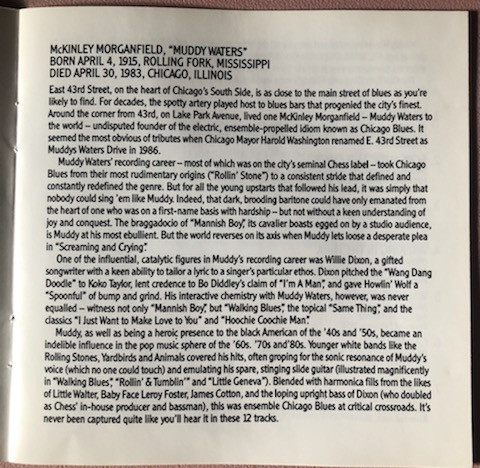 McKINLEY MORGANFIELD, "MUDDY WATERS"
BORN APRIL 4, 1915, ROLLING FORK, MISSISSIPPI
DIED APRIL 30, 1983, CHICAGO, ILLINOIS
East 43rd Street, on the heart of Chicago's South Side, is as close to the main street of blues as you're
likely to find. For decades, the spotty artery played host to blues bars that progenied the city's finest.
Around the corner from 43rd, on Lake Park Avenue, lived one McKinley Morganfield – Muddy Waters to
the world – undisputed founder of the electric, ensemble-propelled idiom known as Chicago Blues. It
seemed the most obvious of tributes when Chicago Mayor Harold Washington renamed E. 43rd Street as
Muddys Waters Drive in 1986.
Muddy Waters' recording career – most of which was on the city's seminal Chess label – took Chicago
Blues from their most rudimentary origins ("Rollin' Stone") to a consistent stride that defined and
constantly redefined the genre. But for all the young upstarts that followed his lead, it was simply that
nobody could sing 'em like Muddy. Indeed, that dark, brooding baritone could have only emanated from
the heart of one who was on a first-name basis with hardship – but not without a keen understanding of
joy and conquest. The braggadocio of "Mannish Boy", its cavalier boasts egged on by a studio audience,
is Muddy at his most ebullient. But the world reverses on its axis when Muddy lets loose a desperate plea
in "Screaming and Crying".
One of the influential, catalytic figures in Muddy's recording career was Willie Dixon, a gifted
songwriter with a keen ability to tailor a lyric to a singer's particular ethos. Dixon pitched the "Wang Dang
Doodle" to Koko Taylor, lent credence to Bo Diddley's claim of "I'm A Man", and gave Howlin' Wolf a
"Spoonful" of bump and grind. His interactive chemistry with Muddy Waters, however, was never
equalled – witness not only "Mannish Boy", but "Walking Blues", the topical "Same Thing", and the
classics "I Just Want to Make Love to You" and "Hoochie Coochie Man".
Muddy, as well as being a heroic presence to the black American of the '40s and '50s, became an
indelible influence in the pop music sphere of the '60s. '70s and'80s. Younger white bands like the
Rolling Stones, Yardbirds and Animals covered his hits, often groping for the sonic resonance of Muddy's
voice (which no one could touch) and emulating his spare, stinging slide guitar (illustrated magnificently
in "Walking Blues", "Rollin' & Tumblin'" and "Little Geneva"). Blended with harmonica fills from the likes
of Little Walter, Baby Face Leroy Foster, James Cotton, and the loping upright bass of Dixon (who doubled
as Chess' in-house producer and bassman), this was ensemble Chicago Blues at critical crossroads. It's
never been captured quite like you'll hear it in these 12 tracks.